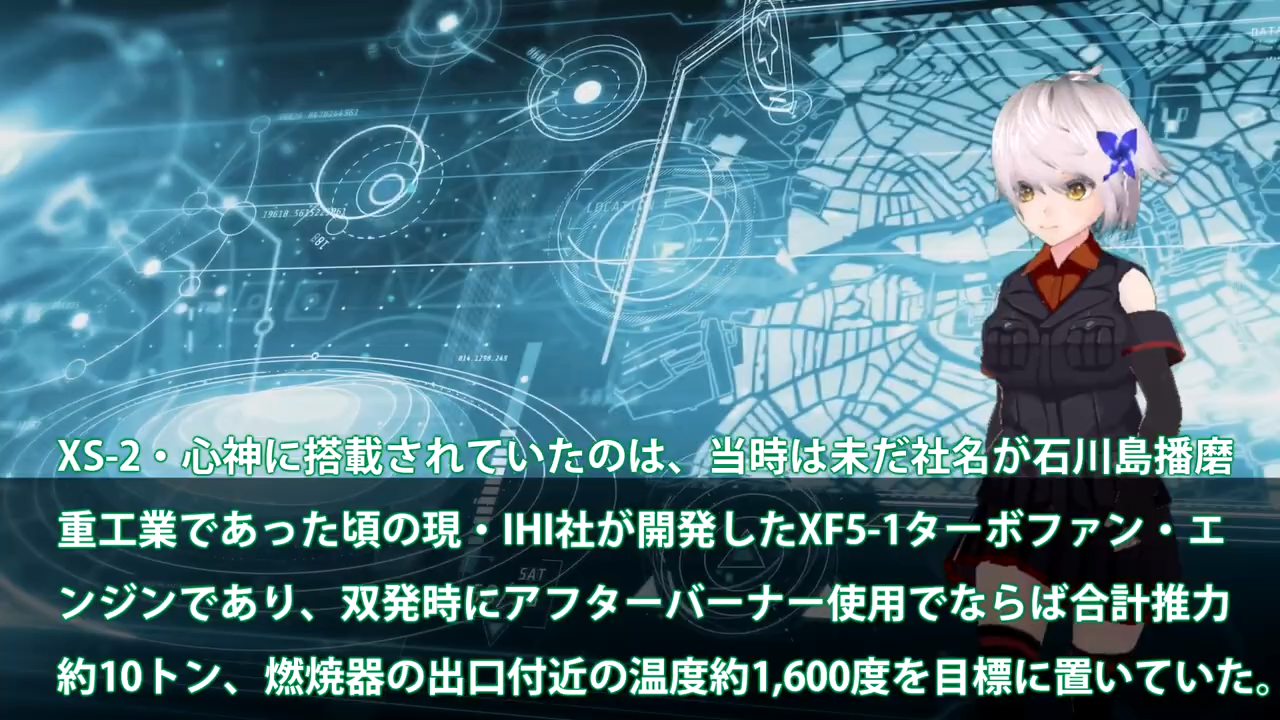 LOCATION
814.1298.249
SAT
XS-2・心神に搭載されていたのは、当時は未だ社名が石川島播磨
重工業であった頃の現・IHI社が開発したXF5-1ターボファン・エ
ンジンであり、双発時にアフターバーナー使用でならば合計推力
約10トン、燃焼器の出口付近の温度約1,600度を目標に置いていた。